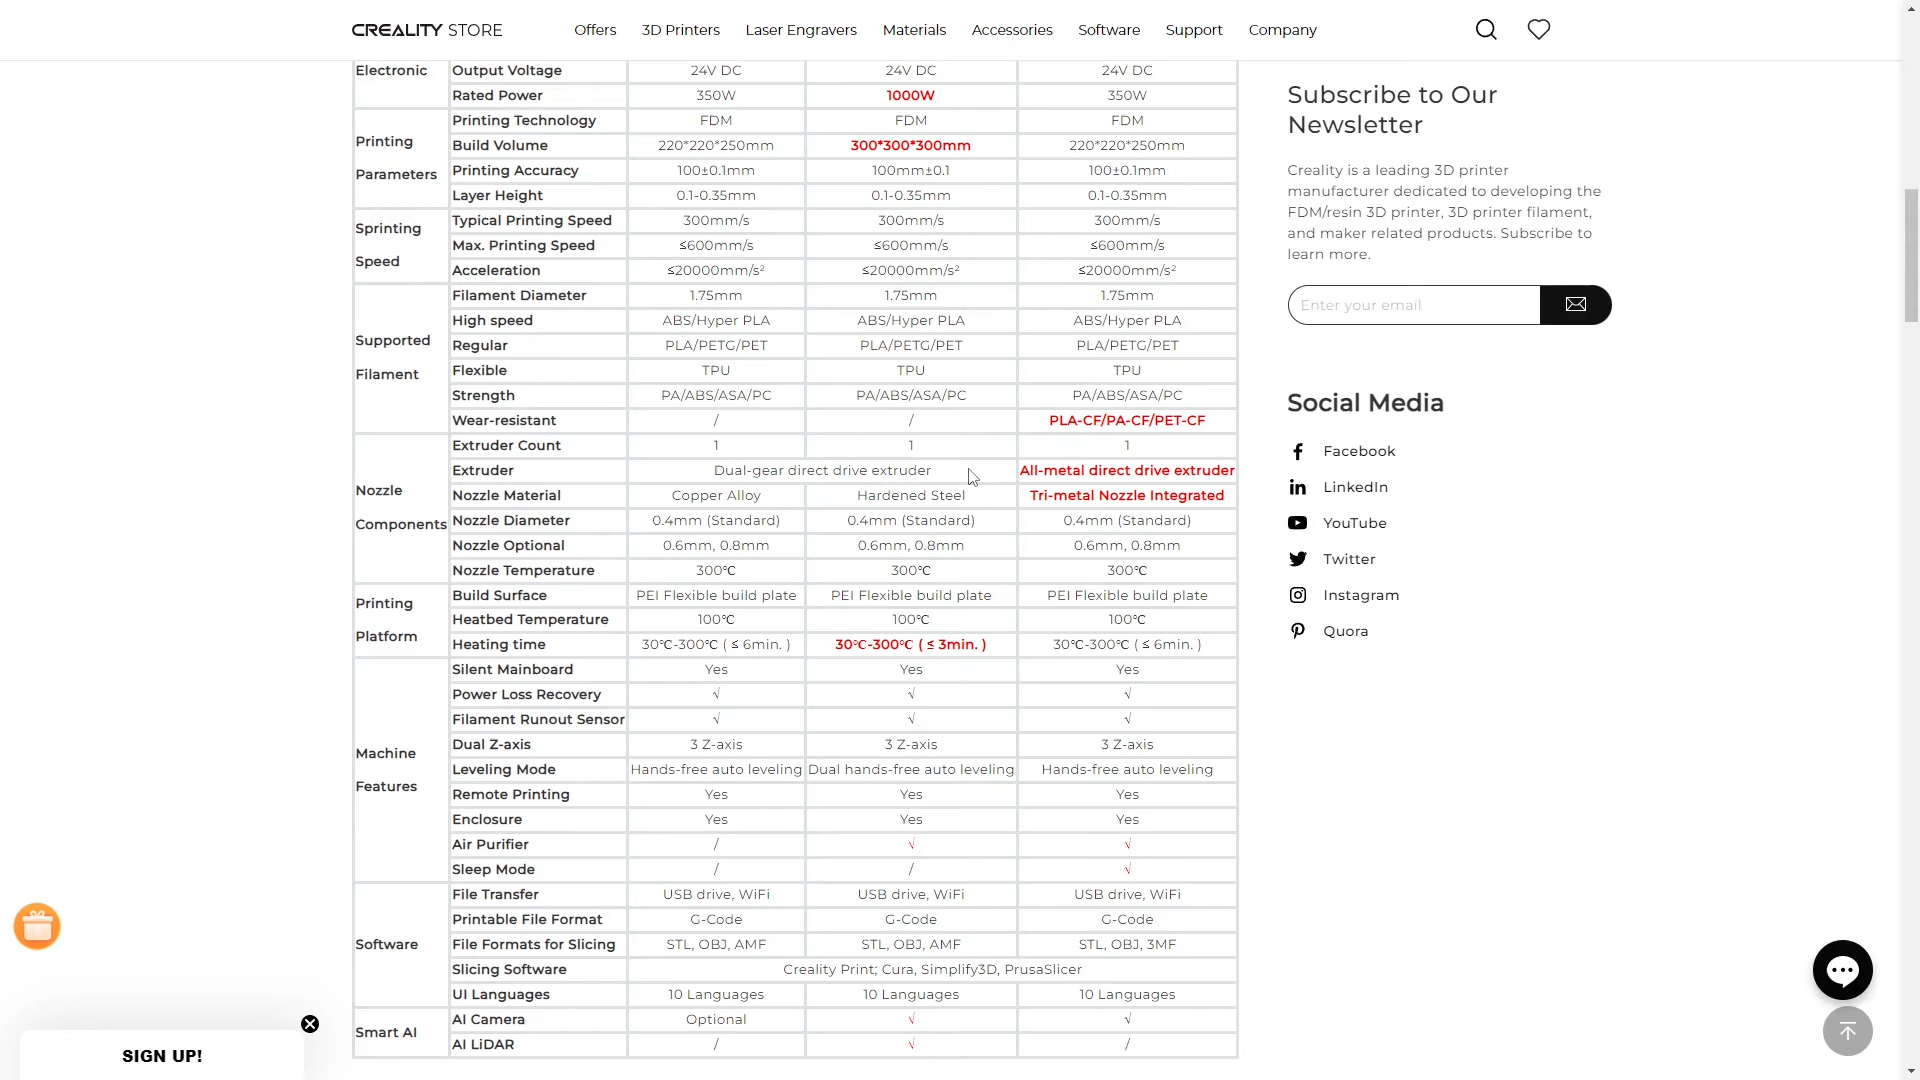 CREALITY STORE
Offers 3D Printers Laser Engravers Materials Accessories Software Support Company
Electronic Output Voltage 24V DC 24V DC 24V DC
Rated Power 350W 1000W 350W
Printing Technology FDM FDM FDM
Printing Parameters Build Volume 220*220*250mm 300*300*300mm 220*220*250mm
Printing Accuracy 100±0.1mm 100mm±0.1 100±0.1mm
Layer Height 0.1-0.35mm 0.1-0.35mm 0.1-0.35mm
Sprinting Speed Typical Printing Speed 300mm/s 300mm/s 300mm/s
Max. Printing Speed ≤600mm/s ≤600mm/s ≤600mm/s
Acceleration ≤20000mm/s² ≤20000mm/s² ≤20000mm/s²
Supported Filament Filament Diameter 1.75mm 1.75mm 1.75mm
High speed ABS/Hyper PLA ABS/Hyper PLA ABS/Hyper PLA
Regular PLA/PETG/PET PLA/PETG/PET PLA/PETG/PET
Flexible TPU TPU TPU
Strength PA/ABS/ASA/PC PA/ABS/ASA/PC PA/ABS/ASA/PC
Wear-resistant / / PLA-CF/PA-CF/PET-CF
Nozzle Components Extruder Count 1 1 1
Extruder Dual-gear direct drive extruder All-metal direct drive extruder
Nozzle Material Copper Alloy Hardened Steel Tri-metal Nozzle Integrated
Nozzle Diameter 0.4mm (Standard) 0.4mm (Standard) 0.4mm (Standard)
Nozzle Optional 0.6mm, 0.8mm 0.6mm, 0.8mm 0.6mm, 0.8mm
Nozzle Temperature 300℃ 300℃ 300℃
Printing Platform Build Surface PEI Flexible build plate PEI Flexible build plate PEI Flexible build plate
Heatbed Temperature 100℃ 100℃ 100℃
Heating time 30℃-300℃ ( ≤ 6min. ) 30℃-300℃ ( ≤ 3min. ) 30℃-300℃ ( ≤ 6min. )
Machine Features Silent Mainboard Yes Yes Yes
Power Loss Recovery √ √ √
Filament Runout Sensor √ √ √
Dual Z-axis 3 Z-axis 3 Z-axis 3 Z-axis
Leveling Mode Hands-free auto leveling Dual hands-free auto leveling Hands-free auto leveling
Remote Printing Yes Yes Yes
Enclosure Yes Yes Yes
Air Purifier / √ √
Sleep Mode / / √
Software File Transfer USB drive, WiFi USB drive, WiFi USB drive, WiFi
Printable File Format G-Code G-Code G-Code
File Formats for Slicing STL, OBJ, AMF STL, OBJ, AMF STL, OBJ, 3MF
Slicing Software Creality Print; Cura, Simplify3D, PrusaSlicer
UI Languages 10 Languages 10 Languages 10 Languages
Smart AI AI Camera Optional √ √
AI LiDAR / √ /
Subscribe to Our
Newsletter
Creality is a leading 3D printer
manufacturer dedicated to developing the
FDM/resin 3D printer, 3D printer filament,
and maker related products. Subscribe to
learn more.
Enter your email
Social Media
Facebook
LinkedIn
YouTube
Twitter
Instagram
Quora
SIGN UP!